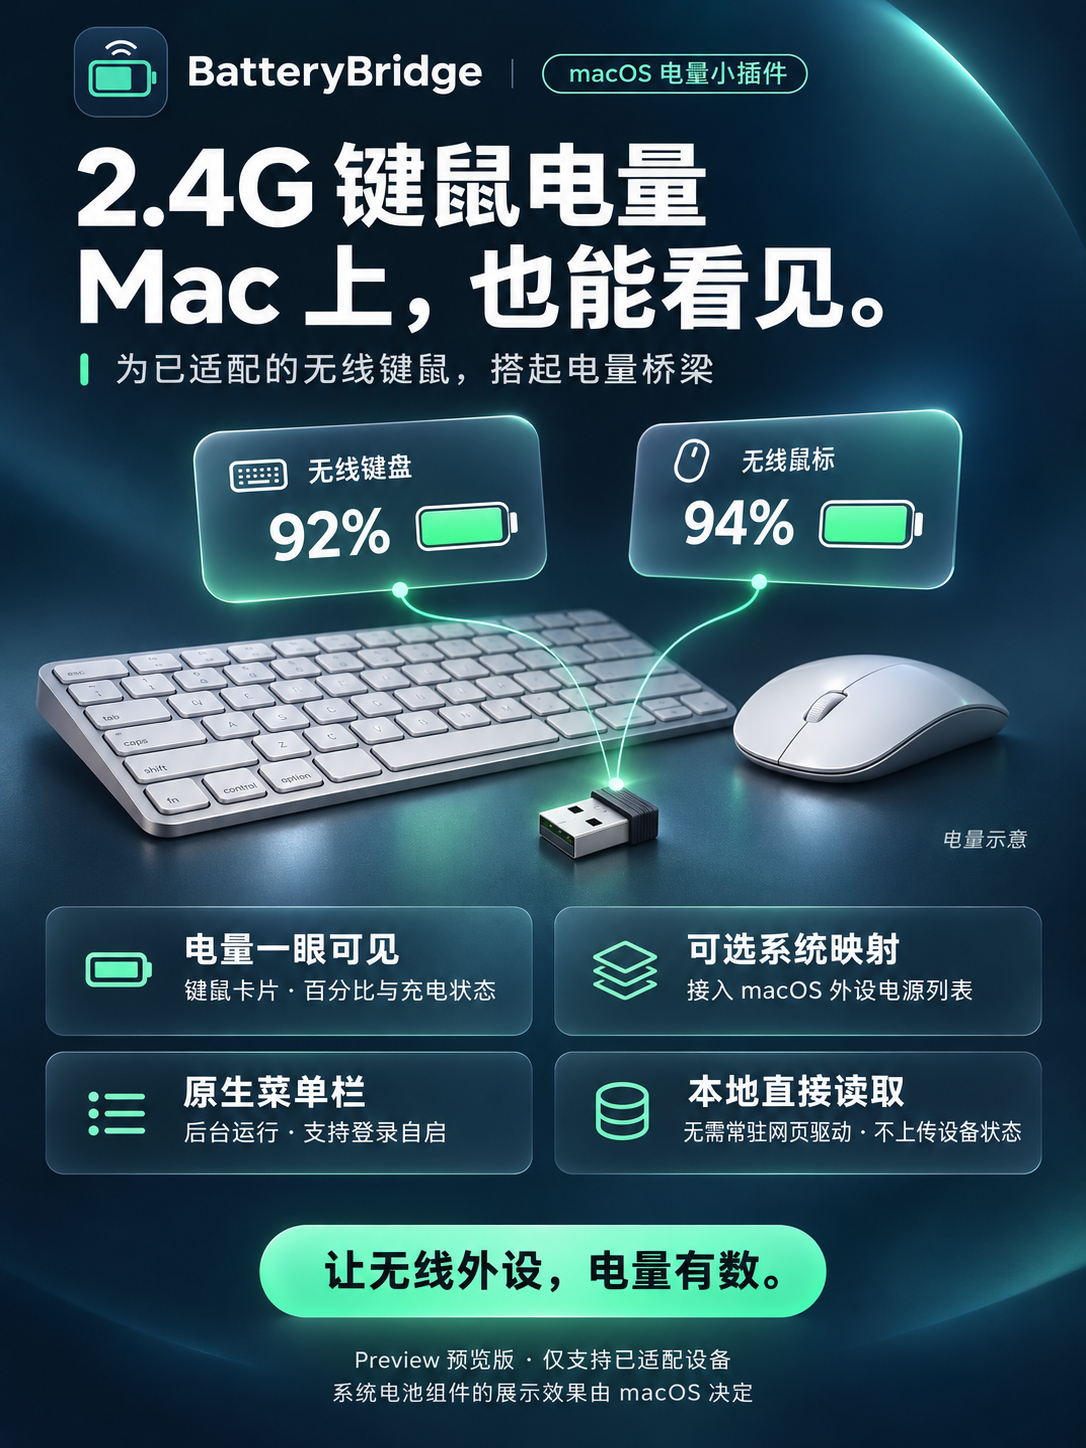 BatteryBridge
macOS 电量小插件
2.4G 键鼠电量
Mac 上，也能看见。
为已适配的无线键鼠，搭起电量桥梁
无线键盘
92%
无线鼠标
94%
esc
tab
caps
shift
fn
control
option
A
S
Z
X
C
V
B
N
M
电量示意
电量一眼可见
键鼠卡片 · 百分比与充电状态
可选系统映射
接入 macOS 外设电源列表
原生菜单栏
后台运行 · 支持登录自启
本地直接读取
无需常驻网页驱动 · 不上传设备状态
让无线外设，电量有数。
Preview 预览版 · 仅支持已适配设备
系统电池组件的展示效果由 macOS 决定